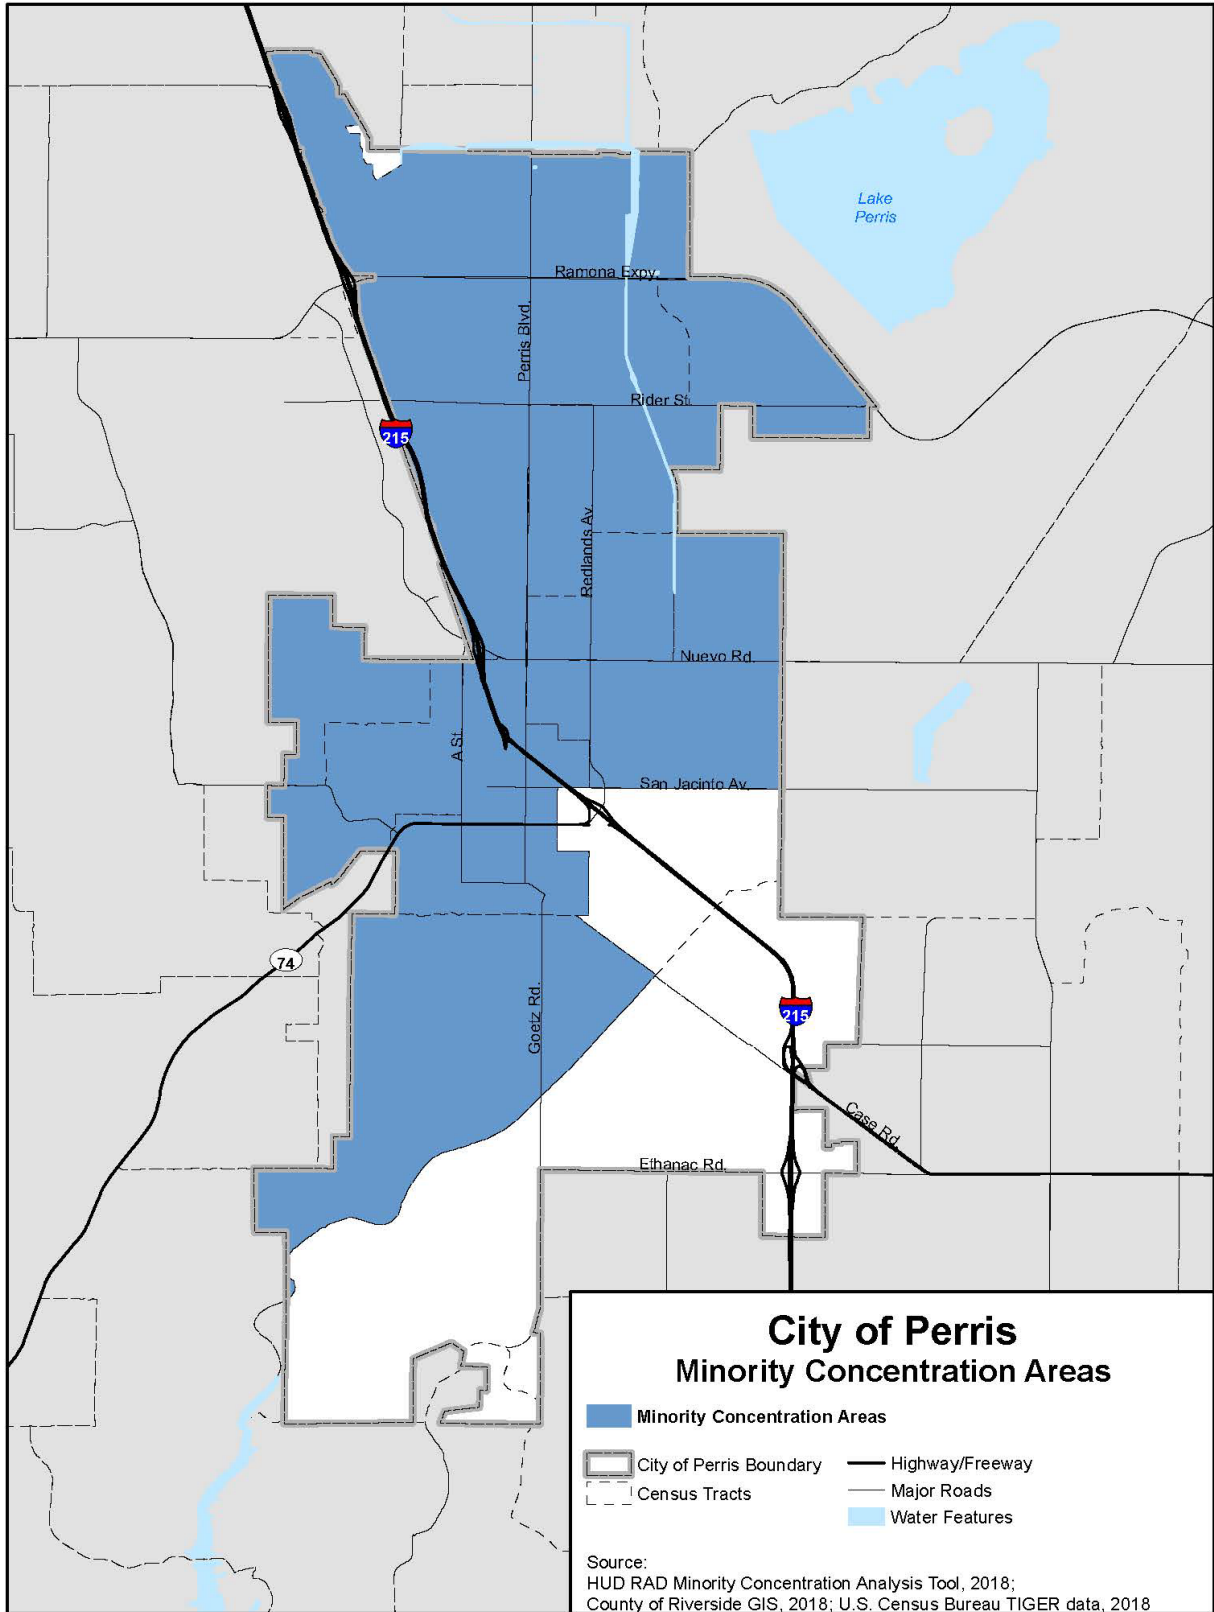 Lake
Perris
Ramona Expy.
Perris Blvd.
Rider St.
215
Redlands Av.
Nuevo Rd.
A St.
San Jacinto Av.
74
Goetz Rd.
215
Case Rd.
Ethanac Rd.
City of Perris
Minority Concentration Areas
Minority Concentration Areas
City of Perris Boundary
Highway/Freeway
Census Tracts
Major Roads
Water Features
Source:
HUD RAD Minority Concentration Analysis Tool, 2018;
County of Riverside GIS, 2018; U.S. Census Bureau TIGER data, 2018